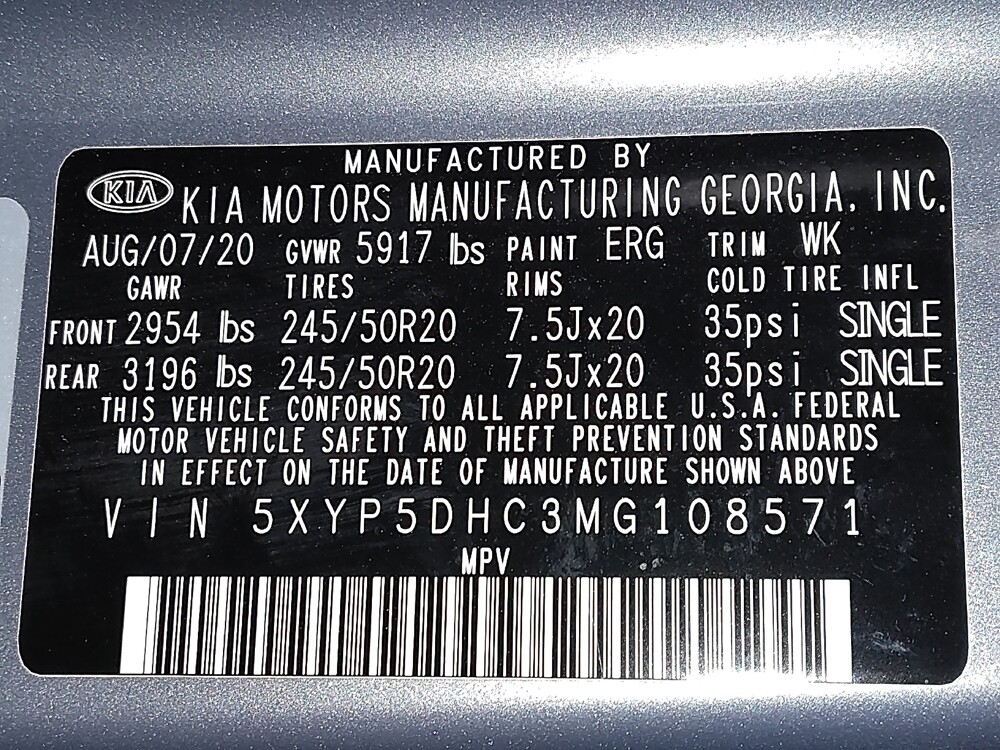 MANUFACTURED BY
KIA KIA MOTORS MANUFACTURING GEORGIA, INC.
AUG/07/20 GVWR 5917 lbs PAINT ERG TRIM WK
GAWR TIRES RIMS COLD TIRE INFL
FRONT 2954 lbs 245/50R20 7.5Jx20 35psi SINGLE
REAR 3196 lbs 245/50R20 7.5Jx20 35psi SINGLE
THIS VEHICLE CONFORMS TO ALL APPLICABLE U.S.A. FEDERAL
MOTOR VEHICLE SAFETY AND THEFT PREVENTION STANDARDS
IN EFFECT ON THE DATE OF MANUFACTURE SHOWN ABOVE
VIN 5XYP5DHC3MG108571
MPV